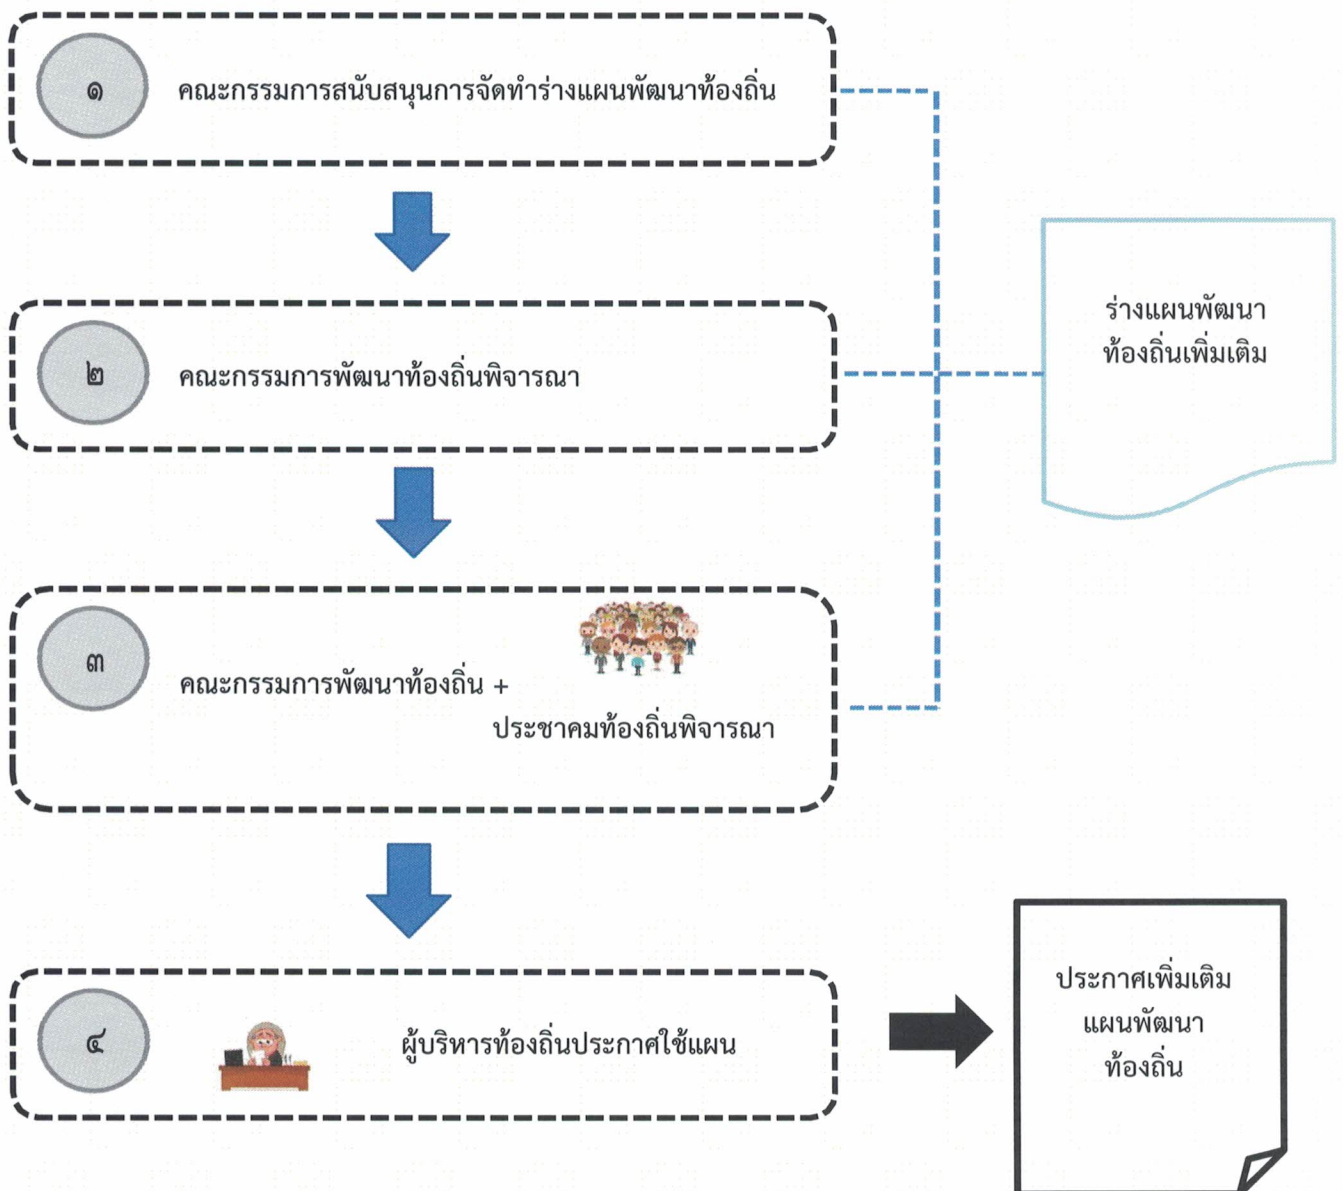 ๑
คณะกรรมการสนับสนุนการจัดทำร่างแผนพัฒนาท้องถิ่น
๒
คณะกรรมการพัฒนาท้องถิ่นพิจารณา
ร่างแผนพัฒนา
ท้องถิ่นเพิ่มเติม
๓
คณะกรรมการพัฒนาท้องถิ่น +
ประชาคมท้องถิ่นพิจารณา
๔
ผู้บริหารท้องถิ่นประกาศใช้แผน
ประกาศเพิ่มเติม
แผนพัฒนา
ท้องถิ่น